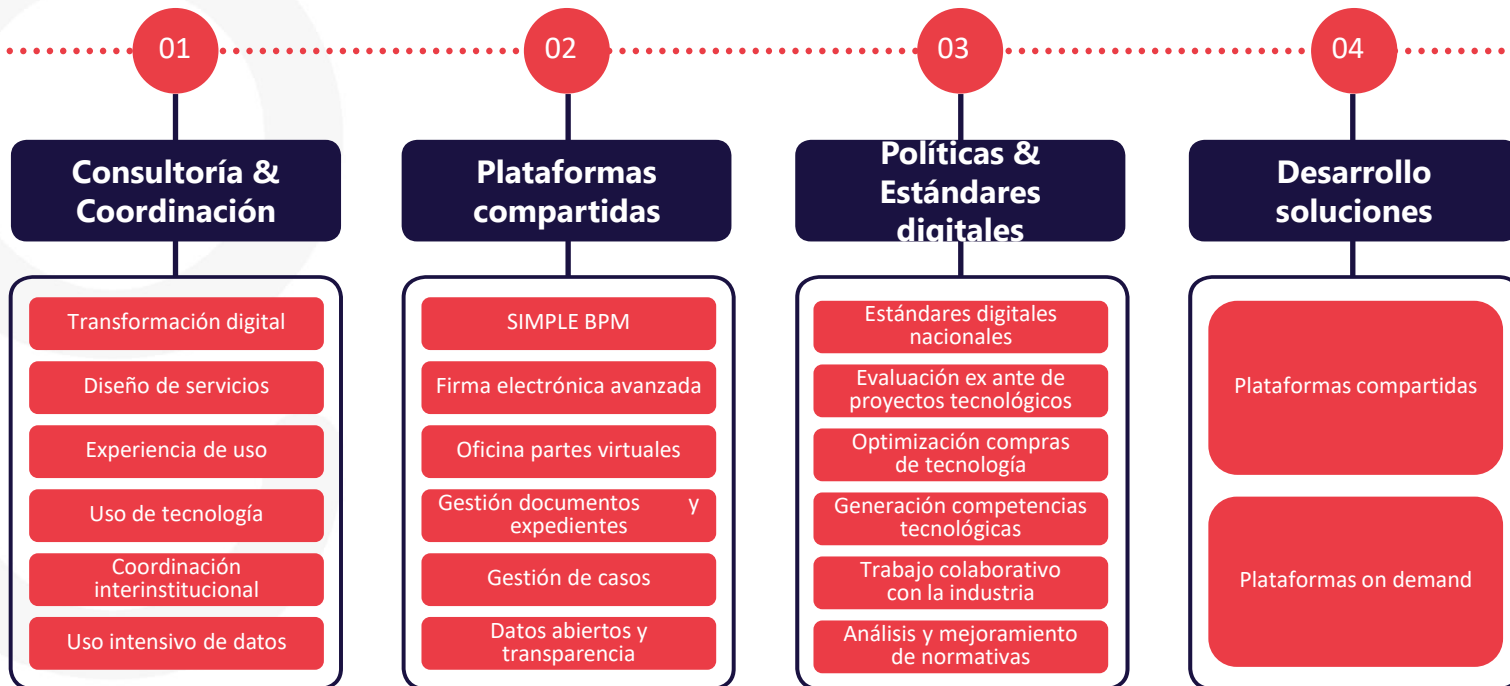 01
02
03
04
Consultoría &
Coordinación
Transformación digital
Diseño de servicios
Experiencia de uso
Uso de tecnología
Coordinación
interinstitucional
Uso intensivo de datos
Plataformas
compartidas
SIMPLE BPM
Firma electrónica avanzada
Oficina partes virtuales
Gestión documentos y
expedientes
Gestión de casos
Datos abiertos y
transparencia
Políticas &
Estándares
digitales
Estándares digitales
nacionales
Evaluación ex ante de
proyectos tecnológicos
Optimización compras
de tecnología
Generación competencias
tecnológicas
Trabajo colaborativo
con la industria
Análisis y mejoramiento
de normativas
Desarrollo
soluciones
Plataformas compartidas
Plataformas on demand